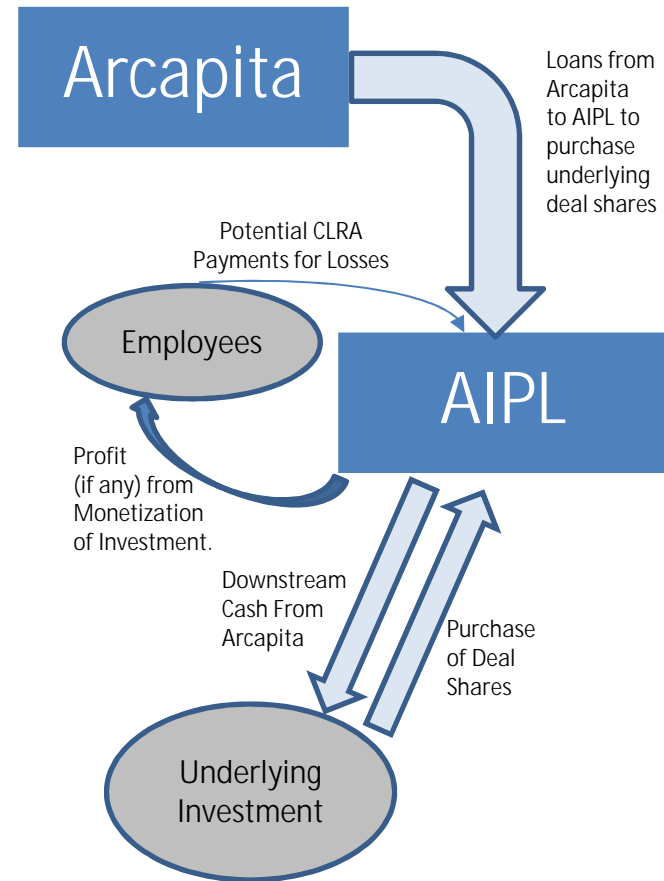 Arcapita
Loans from
Arcapita
to AIPL to
purchase
underlying
deal shares
Potential CLRA
Payments for Losses
Employees
AIPL
Profit
(if any) from
Monetization
of Investment.
Downstream
Cash From
Arcapita
Purchase
of Deal
Shares
Underlying
Investment